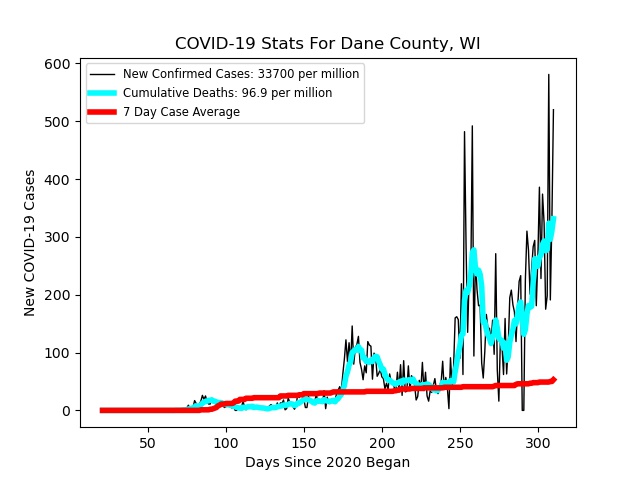 COVID-19 Stats For Dane County, WI
New Confirmed Cases: 33700 per million
Cumulative Deaths: 96.9 per million
7 Day Case Average
New COVID-19 Cases
600
500
400
300
200
100
0
50 100 150 200 250 300
Days Since 2020 Began